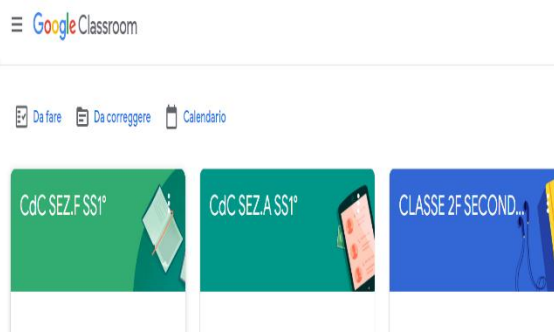 Google Classroom
Da fare Da correggere Calendario
CdC SEZ.F SS1° CdC SEZ.A SS1° CLASSE 2F SECOND...